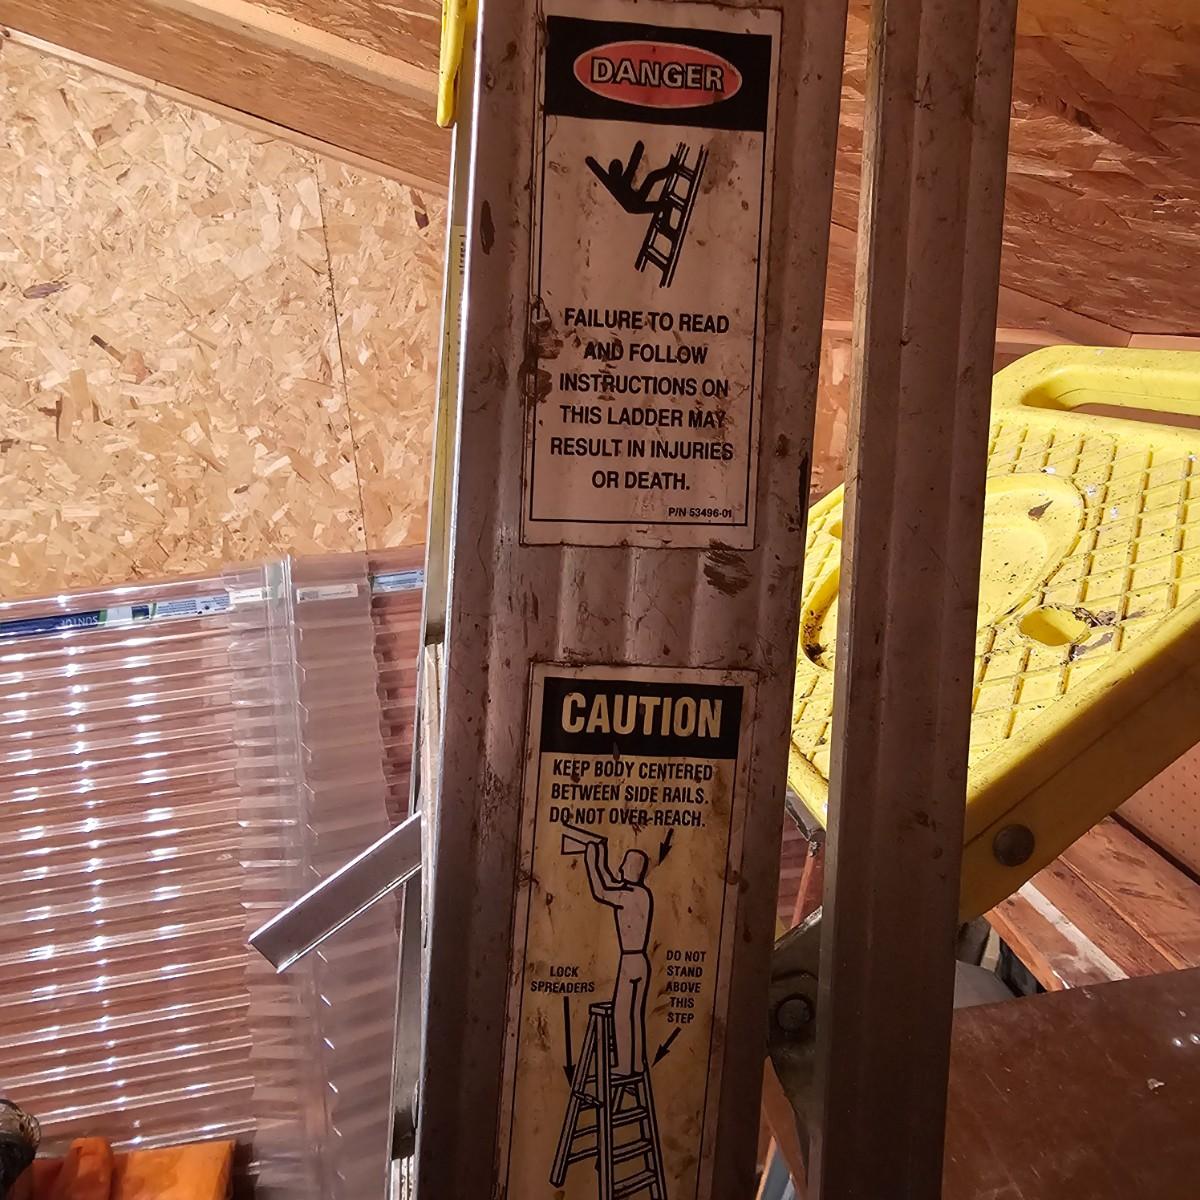 DANGER
FAILURE TO READ
AND FOLLOW
INSTRUCTIONS ON
THIS LADDER MAY
RESULT IN INJURIES
OR DEATH.
P/N 53496-01
CAUTION
KEEP BODY CENTERED
BETWEEN SIDE RAILS.
DO NOT OVER-REACH.
LOCK
SPREADERS
DO NOT
STAND
ABOVE
THIS
STEP
SUNTUF